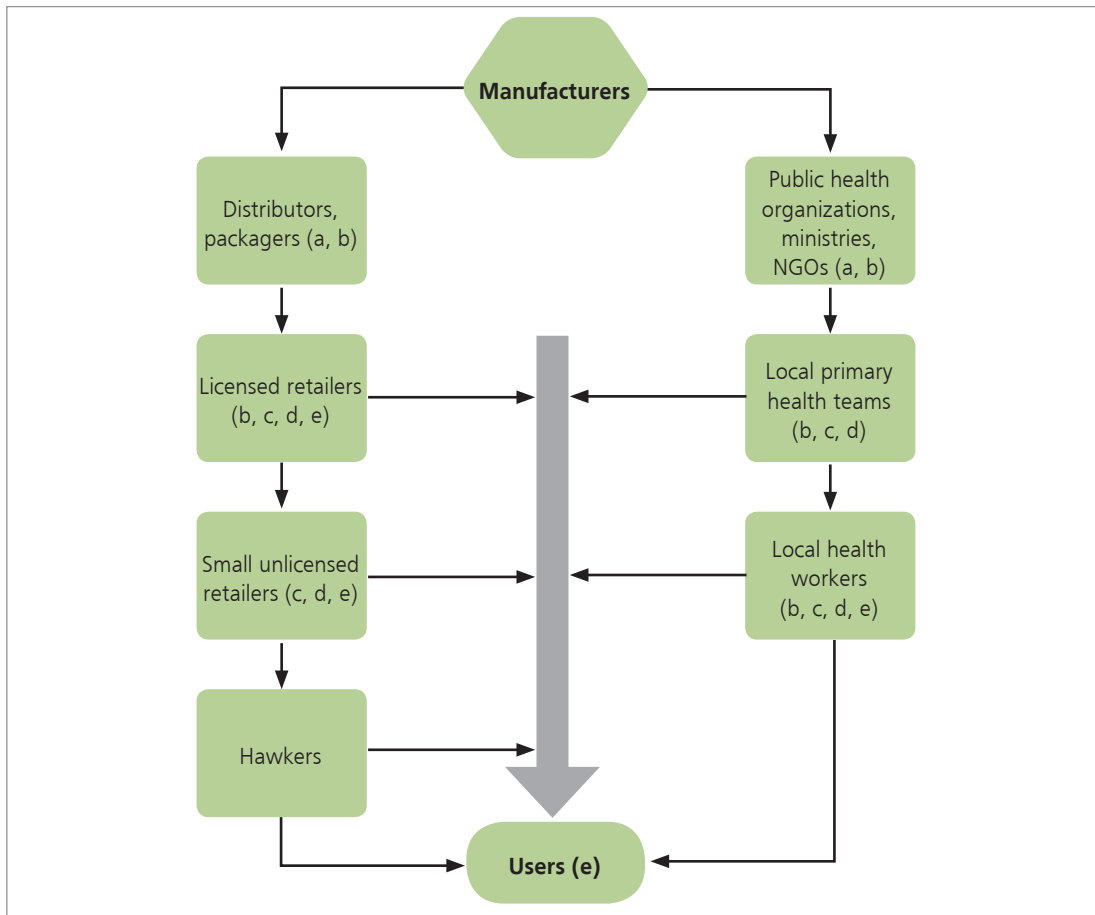 Manufacturers
Distributors,
packagers (a, b)
Public health
organizations,
ministries,
NGOs (a, b)
Licensed retailers
(b, c, d, e)
Local primary
health teams
(b, c, d)
Small unlicensed
retailers (c, d, e)
Local health
workers
(b, c, d, e)
Hawkers
Users (e)